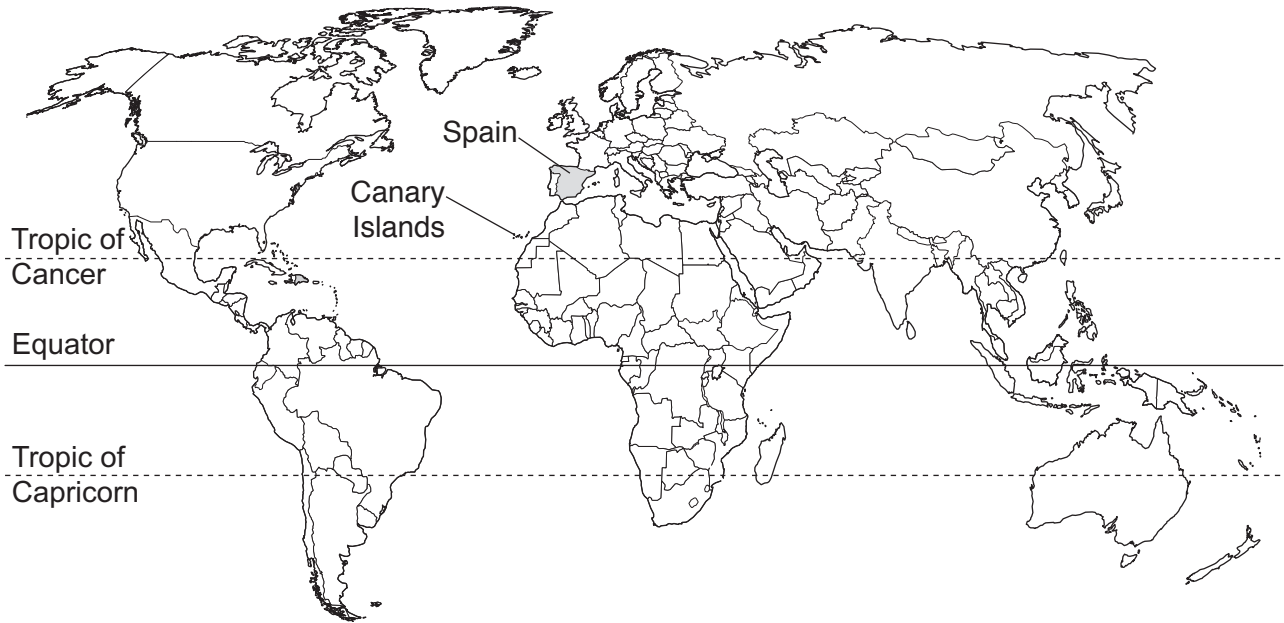 Spain
Canary
Islands
Tropic of
Cancer
Equator
Tropic of
Capricorn